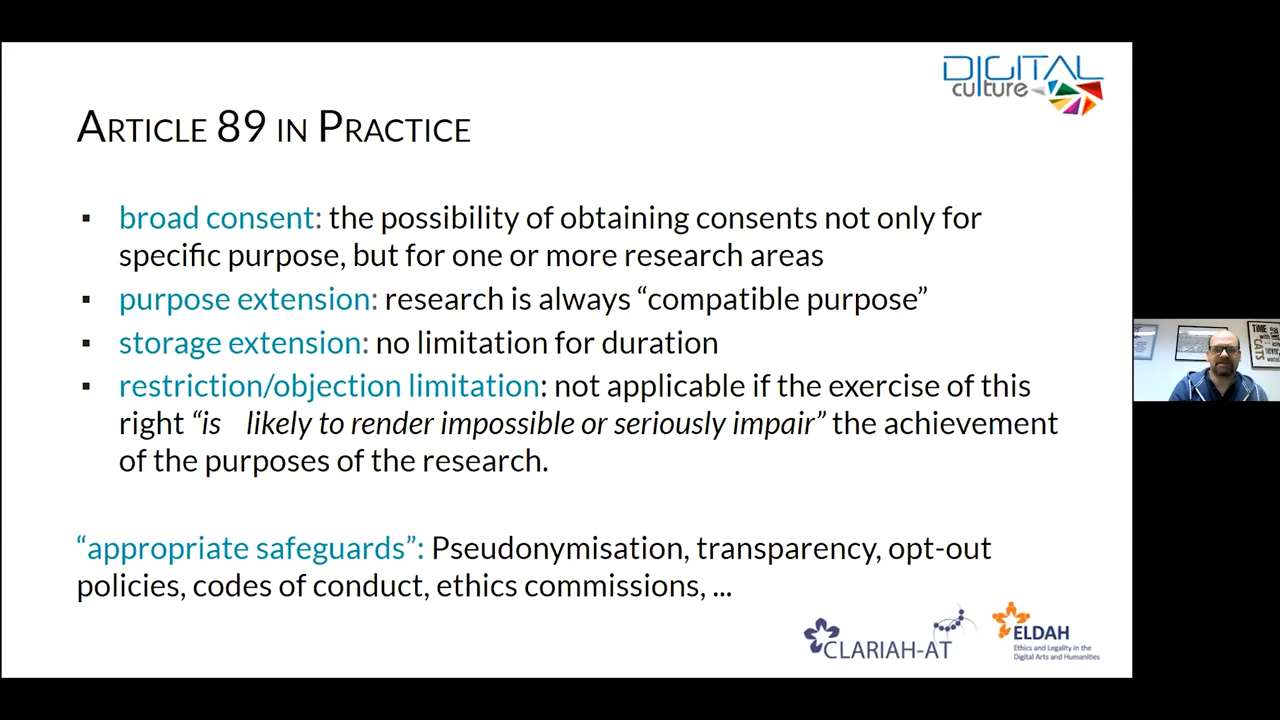 DIGITAL
culture
ARTICLE 89 IN PRACTICE
▪ broad consent: the possibility of obtaining consents not only for
specific purpose, but for one or more research areas
▪ purpose extension: research is always “compatible purpose”
▪ storage extension: no limitation for duration
▪ restriction/objection limitation: not applicable if the exercise of this
right “is likely to render impossible or seriously impair” the achievement
of the purposes of the research.
“appropriate safeguards”: Pseudonymisation, transparency, opt-out
policies, codes of conduct, ethics commissions, ...
CLARIAH-AT
ELDAH
Ethics and Legality in the
Digital Arts and Humanities
TIME
CATS